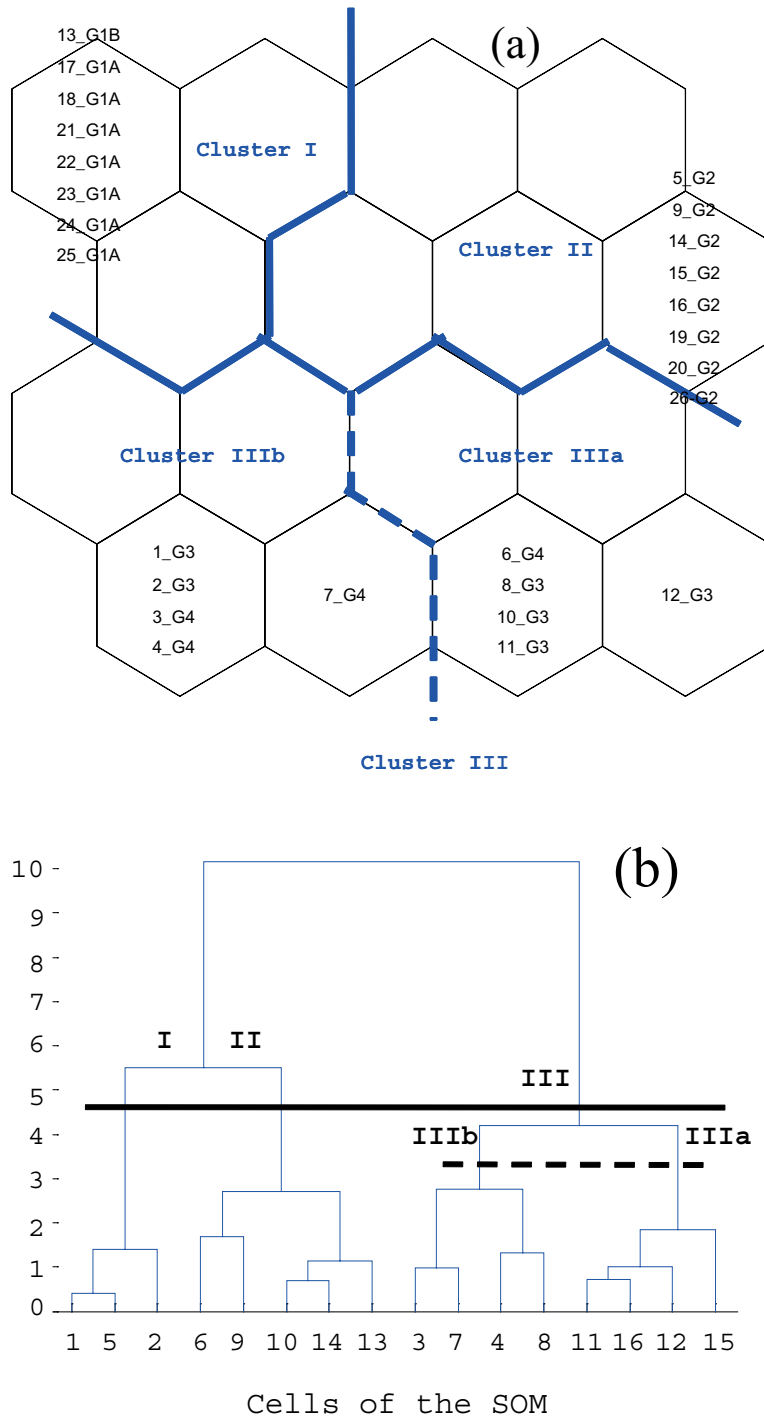 (a)
13_G1B
17_G1A
18_G1A
21_G1A
22_G1A
23_G1A
24_G1A
25_G1A
Cluster I
5_G2
9_G2
14_G2
15_G2
16_G2
19_G2
20_G2
26-G2
Cluster II
Cluster IIIb
Cluster IIIa
1_G3
2_G3
3_G4
4_G4
7_G4
6_G4
8_G3
10_G3
11_G3
12_G3
Cluster III
(b)
10
9
8
7
6
5
4
3
2
1
0
I II
III
IIIb IIIa
1 5 2 6 9 10 14 13 3 7 4 8 11 16 12 15
Cells of the SOM